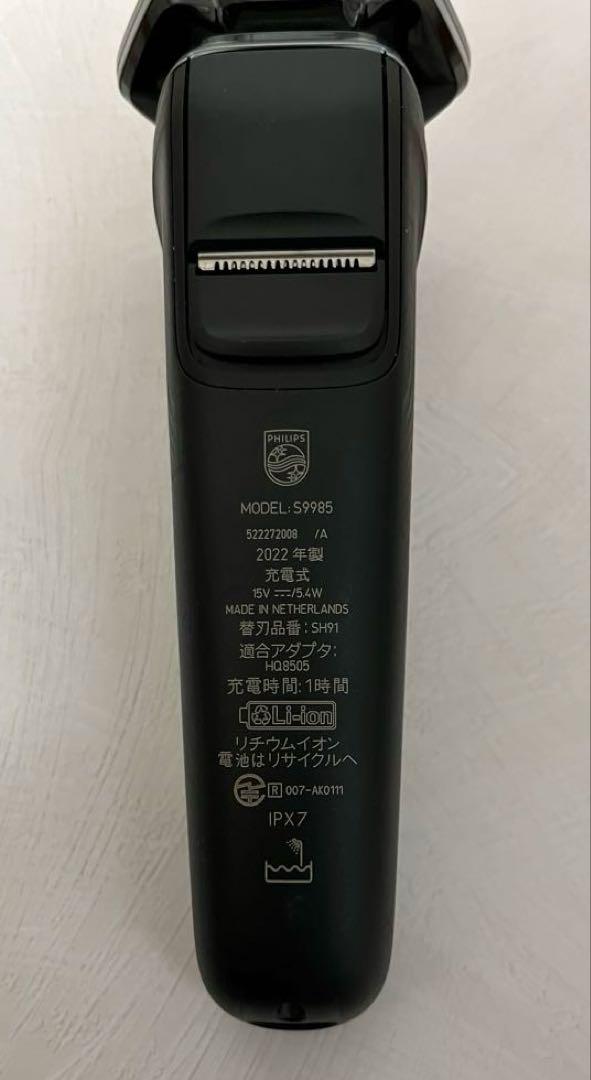 PHILIPS
MODEL: S9985
522272008 /A
2022 年製
充電式
15V ⎓/5.4W
MADE IN NETHERLANDS
替刃品番：SH91
適合アダプタ：
HQ8505
充電時間：1時間
Li-ion
リチウムイオン
電池はリサイクルへ
R 007-AK0111
IPX7